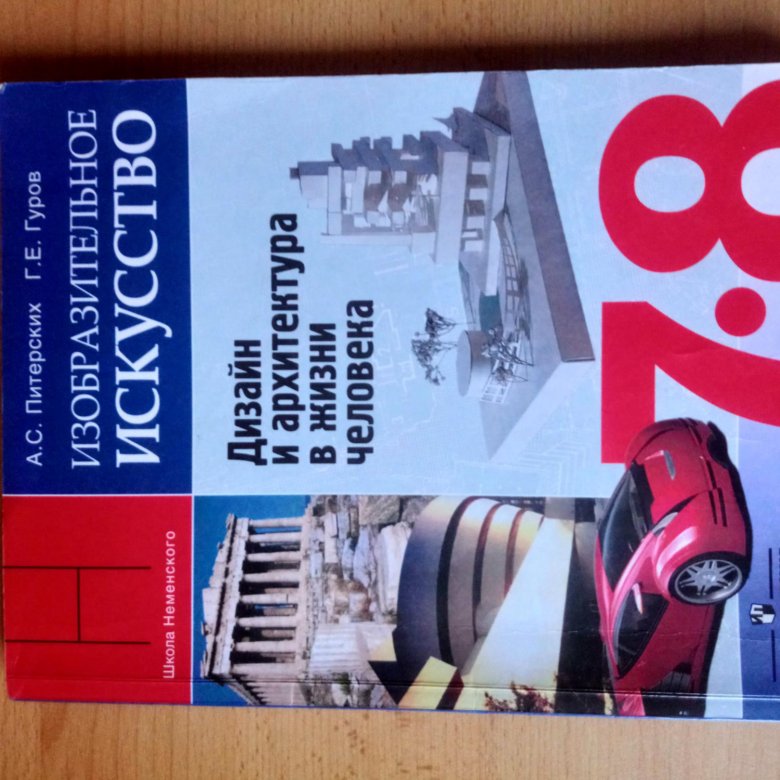 А.С. Питерских Г.Е. Гуров
ИЗОБРАЗИТЕЛЬНОЕ
ИСКУССТВО
Дизайн
и архитектура
в жизни
человека
7·8
Школа Неменского